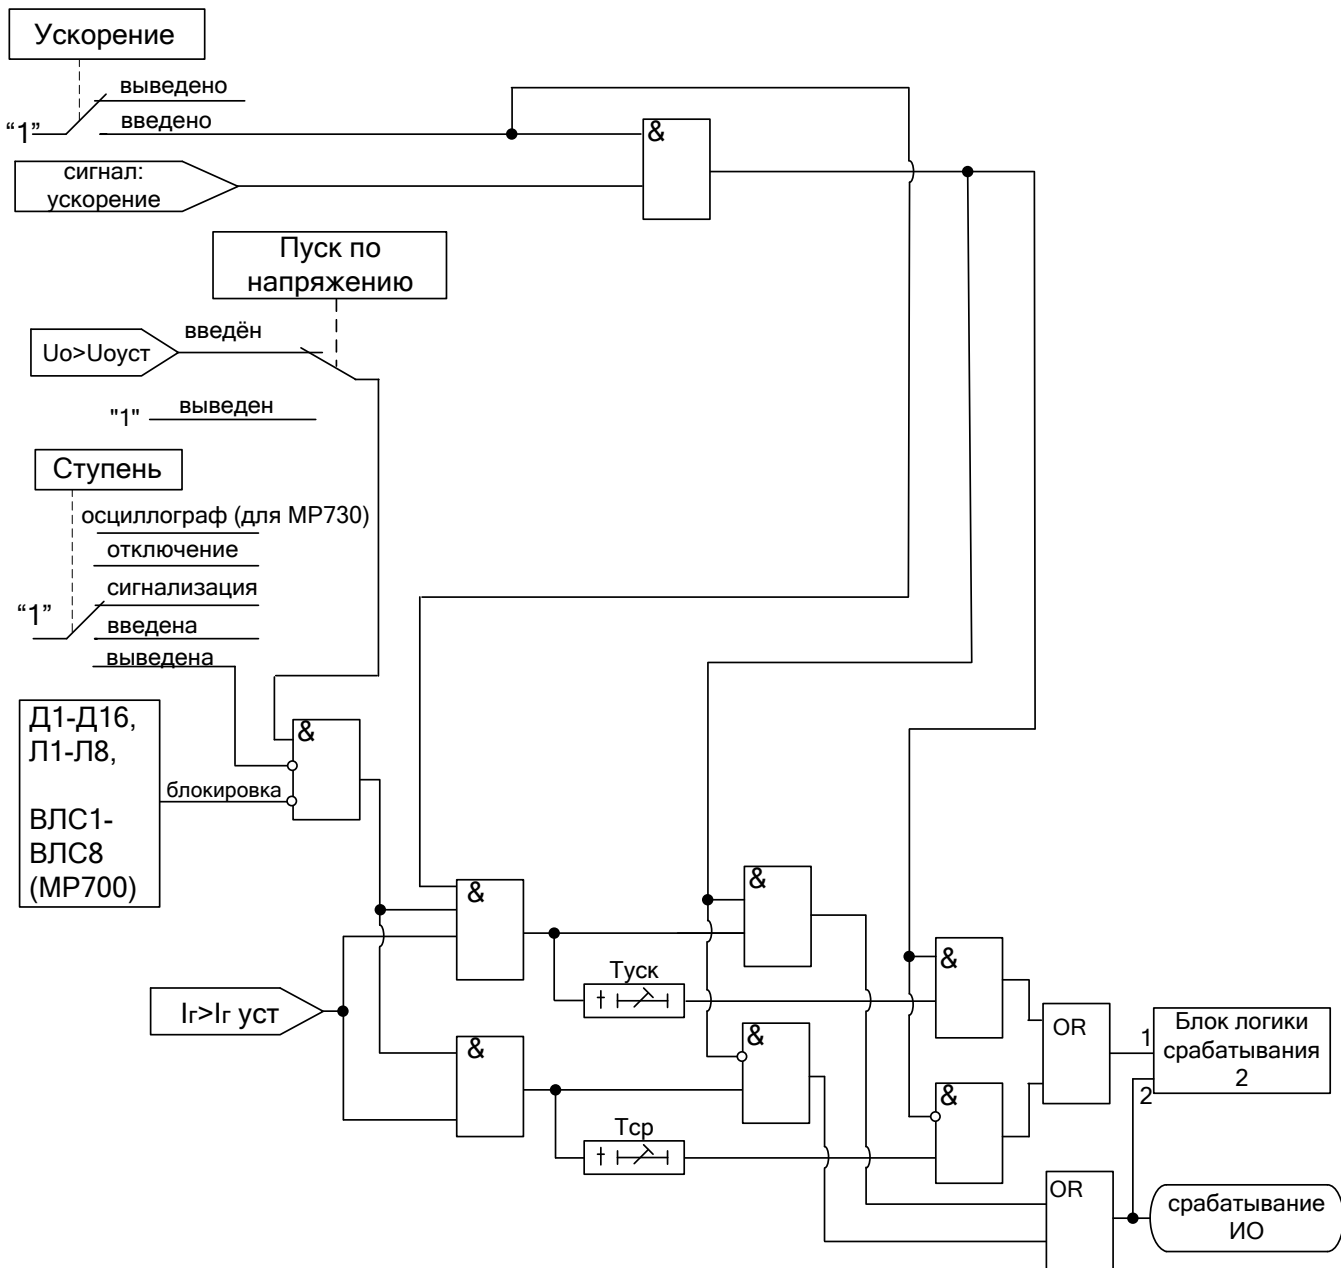 Ускорение
выведено
“1”
введено
&
сигнал:
ускорение
Пуск по
напряжению
введён
Uо>Uоуст
"1"
выведен
Ступень
осциллограф (для МР730)
отключение
сигнализация
“1”
введена
выведена
Д1-Д16,
Л1-Л8,
ВЛС1-
ВЛС8
(МР700)
блокировка
&
&
&
&
Iг>Iг уст
Туск
&
&
&
Тср
OR
1
2
Блок логики
срабатывания
2
OR
срабатывание
ИО